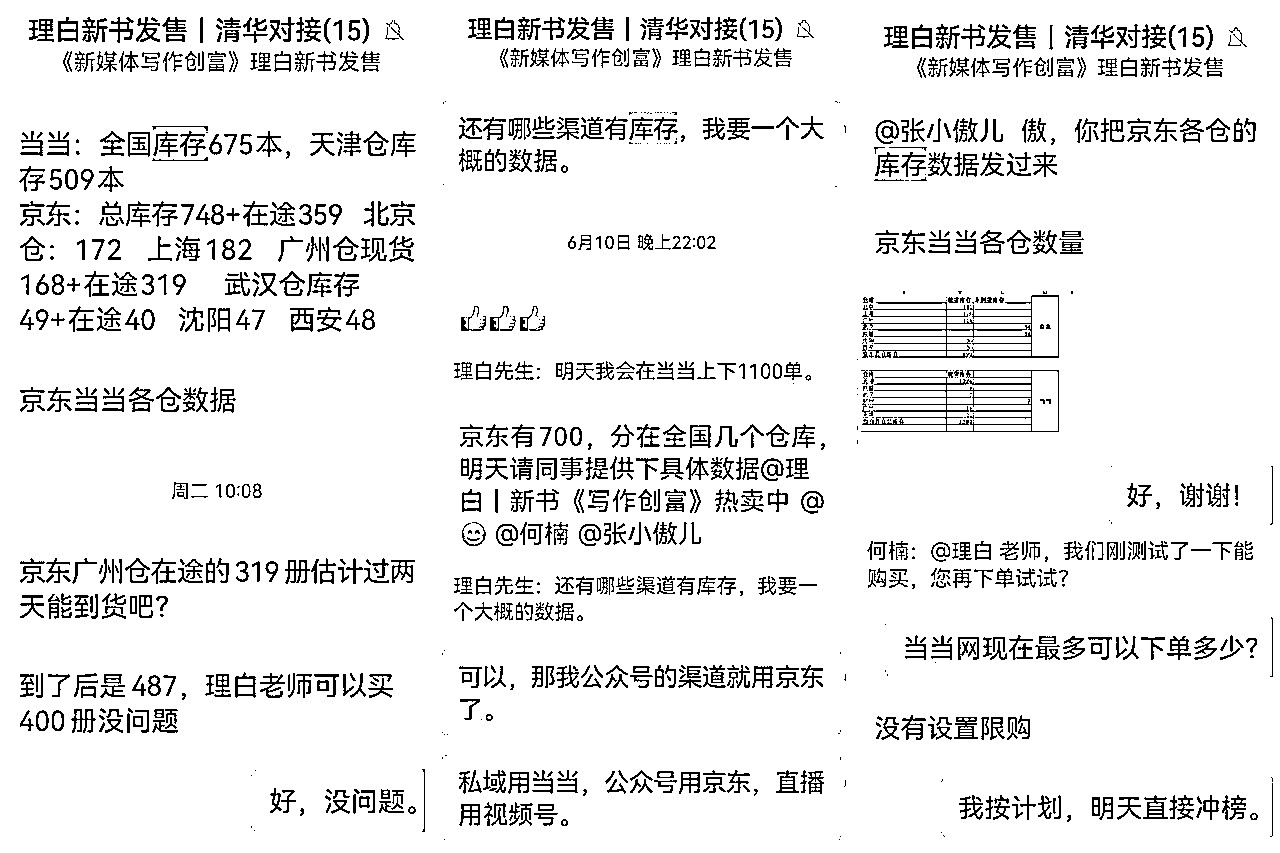 理白新书发售丨清华对接(15)
《新媒体写作创富》理白新书发售
当当：全国库存675本，天津仓库
存509本
京东：总库存748+在途359 北京
仓：172 上海182 广州仓现货
168+在途319 武汉仓库存
49+在途40 沈阳47 西安48
京东当当各仓数据
周二 10:08
京东广州仓在途的319册估计过两
天能到货吧？
到了后是487，理白老师可以买
400册没问题
好，没问题。
理白新书发售丨清华对接(15)
《新媒体写作创富》理白新书发售
还有哪些渠道有库存，我要一个大
概的数据。
6月10日 晚上22:02
👍👍👍
理白先生：明天我会在当当上下1100单。
京东有700，分在全国几个仓库，
明天请同事提供下具体数据@理
白丨新书《写作创富》热卖中 @
😊 @何楠 @张小傲儿
理白先生：还有哪些渠道有库存，我要一
个大概的数据。
可以，那我公众号的渠道就用京东
了。
私域用当当，公众号用京东，直播
用视频号。
理白新书发售丨清华对接(15)
《新媒体写作创富》理白新书发售
@张小傲儿 傲，你把京东各仓的
库存数据发过来
京东当当各仓数量
好，谢谢！
何楠：@理白 老师，我们刚测试了一下能
购买，您再下单试试？
当当网现在最多可以下单多少？
没有设置限购
我按计划，明天直接冲榜。